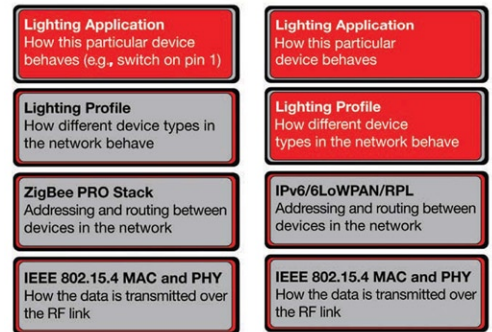 Lighting Application
How this particular device
behaves (e.g., switch on pin 1)
Lighting Profile
How different device types in
the network behave
ZigBee PRO Stack
Addressing and routing between
devices in the network
IEEE 802.15.4 MAC and PHY
How the data is transmitted over
the RF link
Lighting Application
How this particular
device behaves
Lighting Profile
How different device
types in network behave
IPv6/6LoWPAN/RPL
Addressing and routing between
devices in the network
IEEE 802.15.4 MAC and PHY
How the data is transmitted over
the RF link